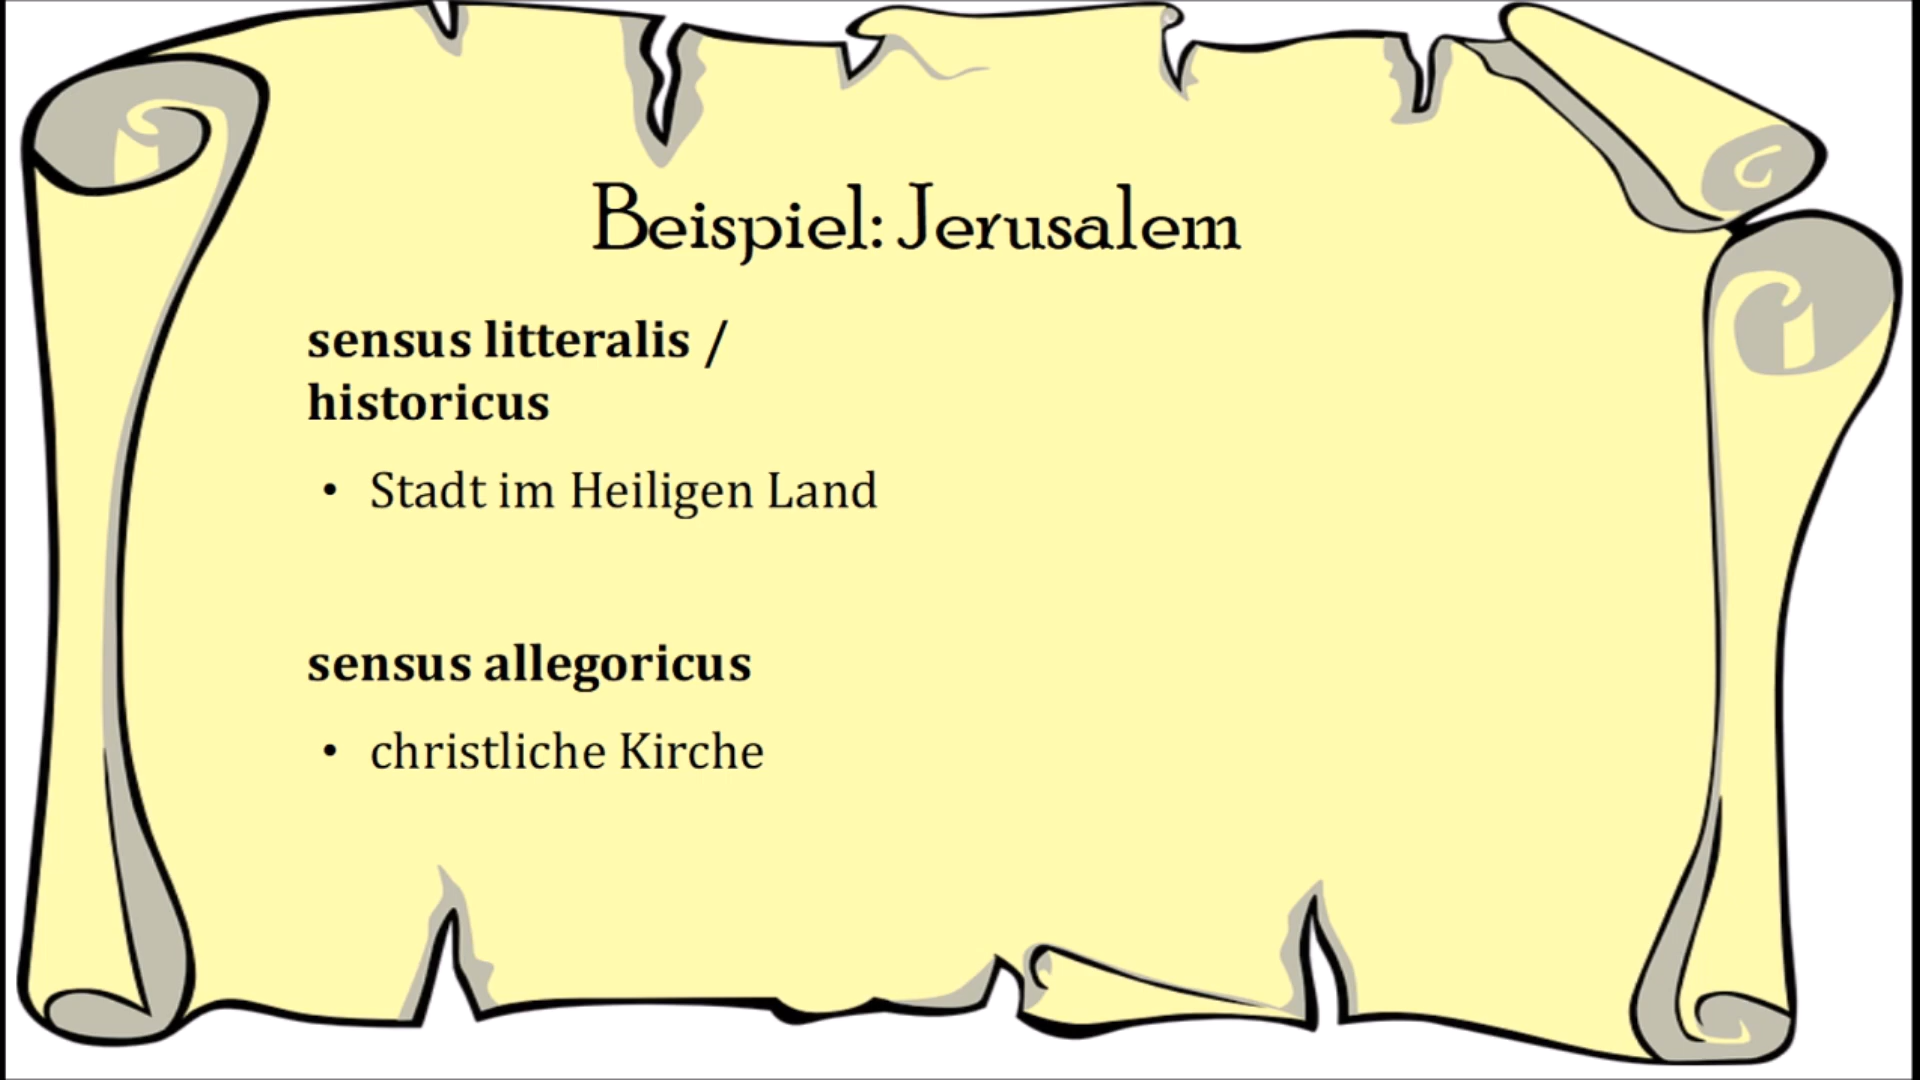 Beispiel: Jerusalem
sensus litteralis /
historicus
• Stadt im Heiligen Land
sensus allegoricus
• christliche Kirche